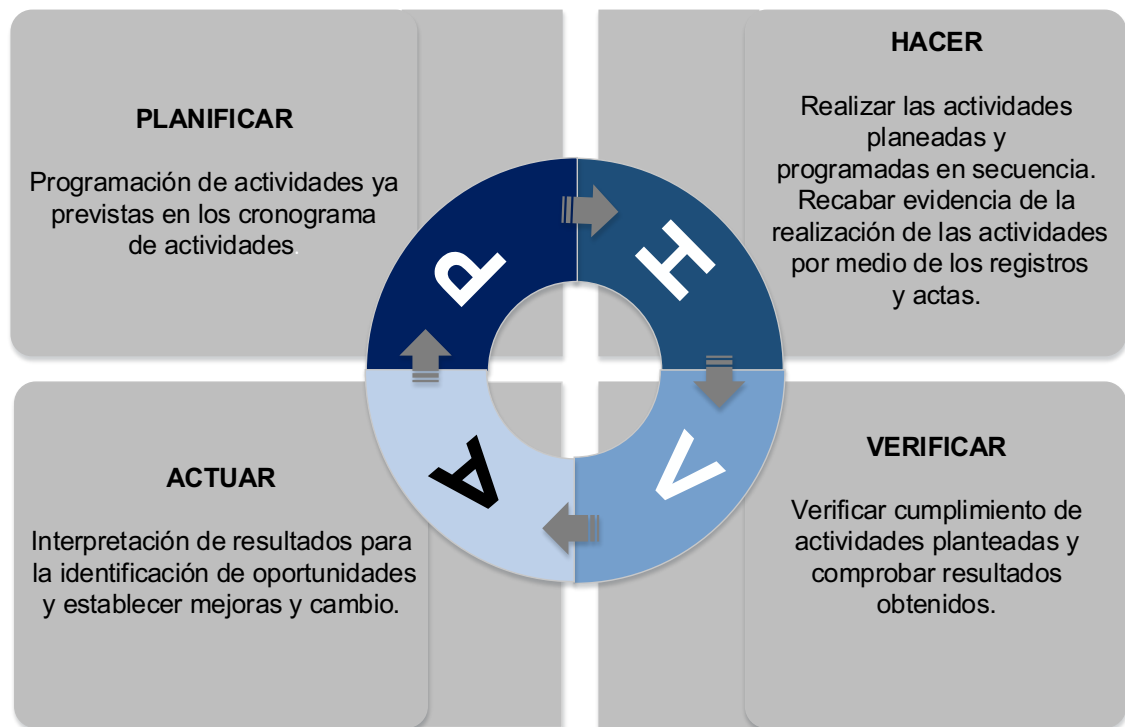 PLANIFICAR
Programación de actividades ya
previstas en los cronograma
de actividades.
HACER
Realizar las actividades
planeadas y
programadas en secuencia.
Recabar evidencia de la
realización de las actividades
por medio de los registros
y actas.
P
H
A
V
ACTUAR
Interpretación de resultados para
la identificación de oportunidades
y establecer mejoras y cambio.
VERIFICAR
Verificar cumplimiento de
actividades planteadas y
comprobar resultados
obtenidos.